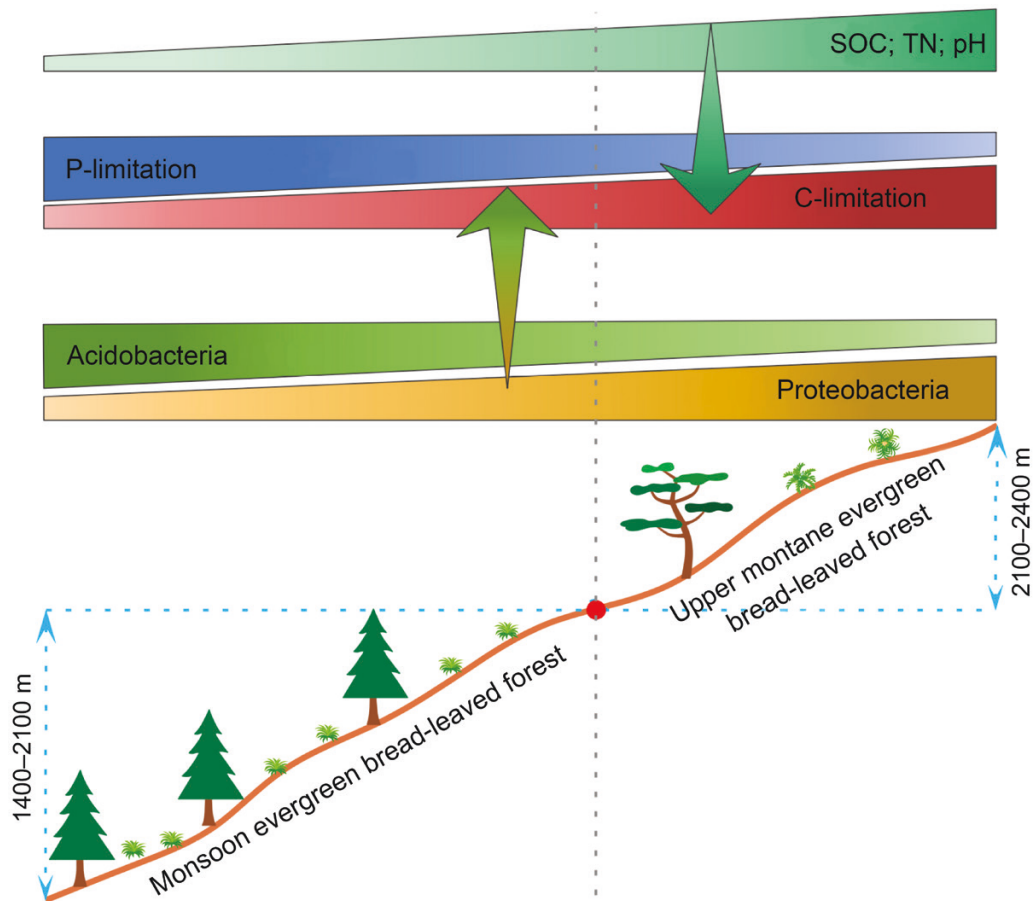 SOC; TN; pH
P-limitation
C-limitation
Acidobacteria
Proteobacteria
2100–2400 m
Upper montane evergreen
bread-leaved forest
1400–2100 m
Monsoon evergreen bread-leaved forest